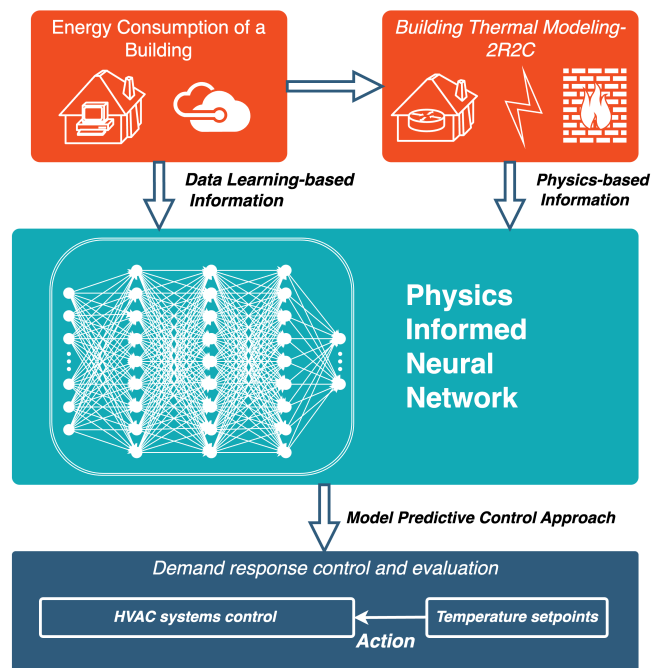 Energy Consumption of a
Building
Building Thermal Modeling-
2R2C
Data Learning-based
Information
Physics-based
Information
Physics
Informed
Neural
Network
Model Predictive Control Approach
Demand response control and evaluation
HVAC systems control
Action
Temperature setpoints